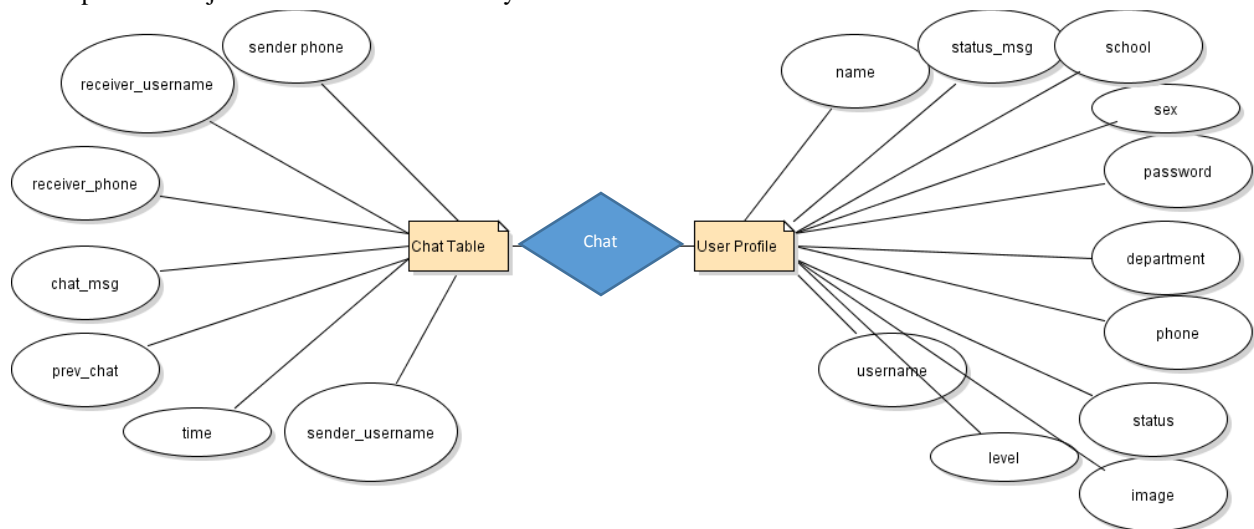 sender phone
receiver_username
receiver_phone
chat_msg
prev_chat
time
sender_username
Chat Table
Chat
User Profile
name
status_msg
school
sex
password
department
phone
username
status
level
image